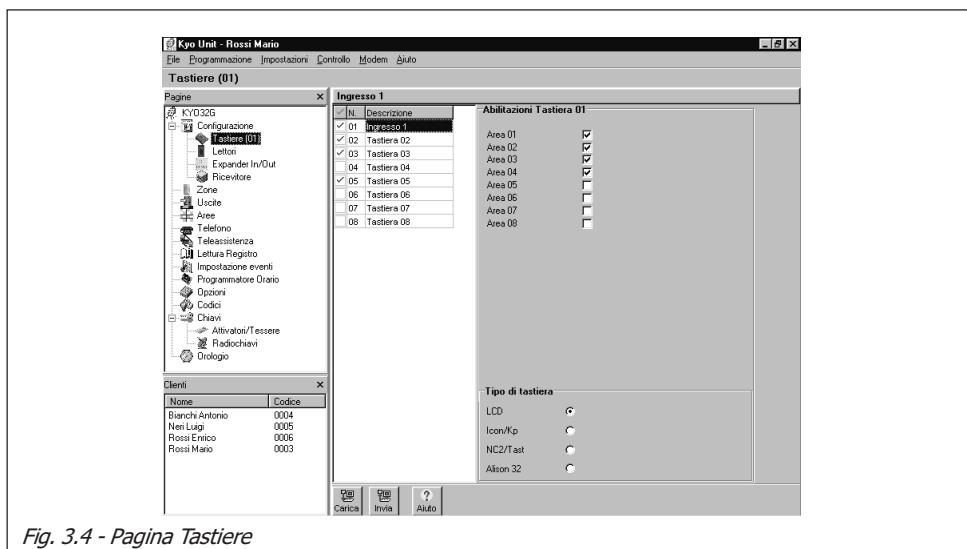 Kyo Unit - Rossi Mario
File Programmazione Impostazioni Controllo Modem Aiuto
Tastiere (01)
Pagine
KYO32G
Configurazione
Tastiere (01)
Lettori
Expander In/Out
Ricevitore
Zone
Uscite
Aree
Telefono
Teleassistenza
Lettura Registro
Impostazione eventi
Programmatore Orario
Opzioni
Codici
Chiavi
Attivatori/Tessere
Radiochiavi
Orologio
Clienti
Nome Codice
Bianchi Antonio 0004
Neri Luigi 0005
Rossi Enrico 0006
Rossi Mario 0003
Ingresso 1
N. Descrizione
01 Ingresso 1
02 Tastiera 02
03 Tastiera 03
04 Tastiera 04
05 Tastiera 05
06 Tastiera 06
07 Tastiera 07
08 Tastiera 08
Abilitazioni Tastiera 01
Area 01
Area 02
Area 03
Area 04
Area 05
Area 06
Area 07
Area 08
Tipo di tastiera
LCD
Icon/Kp
NC2/Tast
Alison 32
Carica Invia Aiuto
Fig. 3.4 - Pagina Tastiere